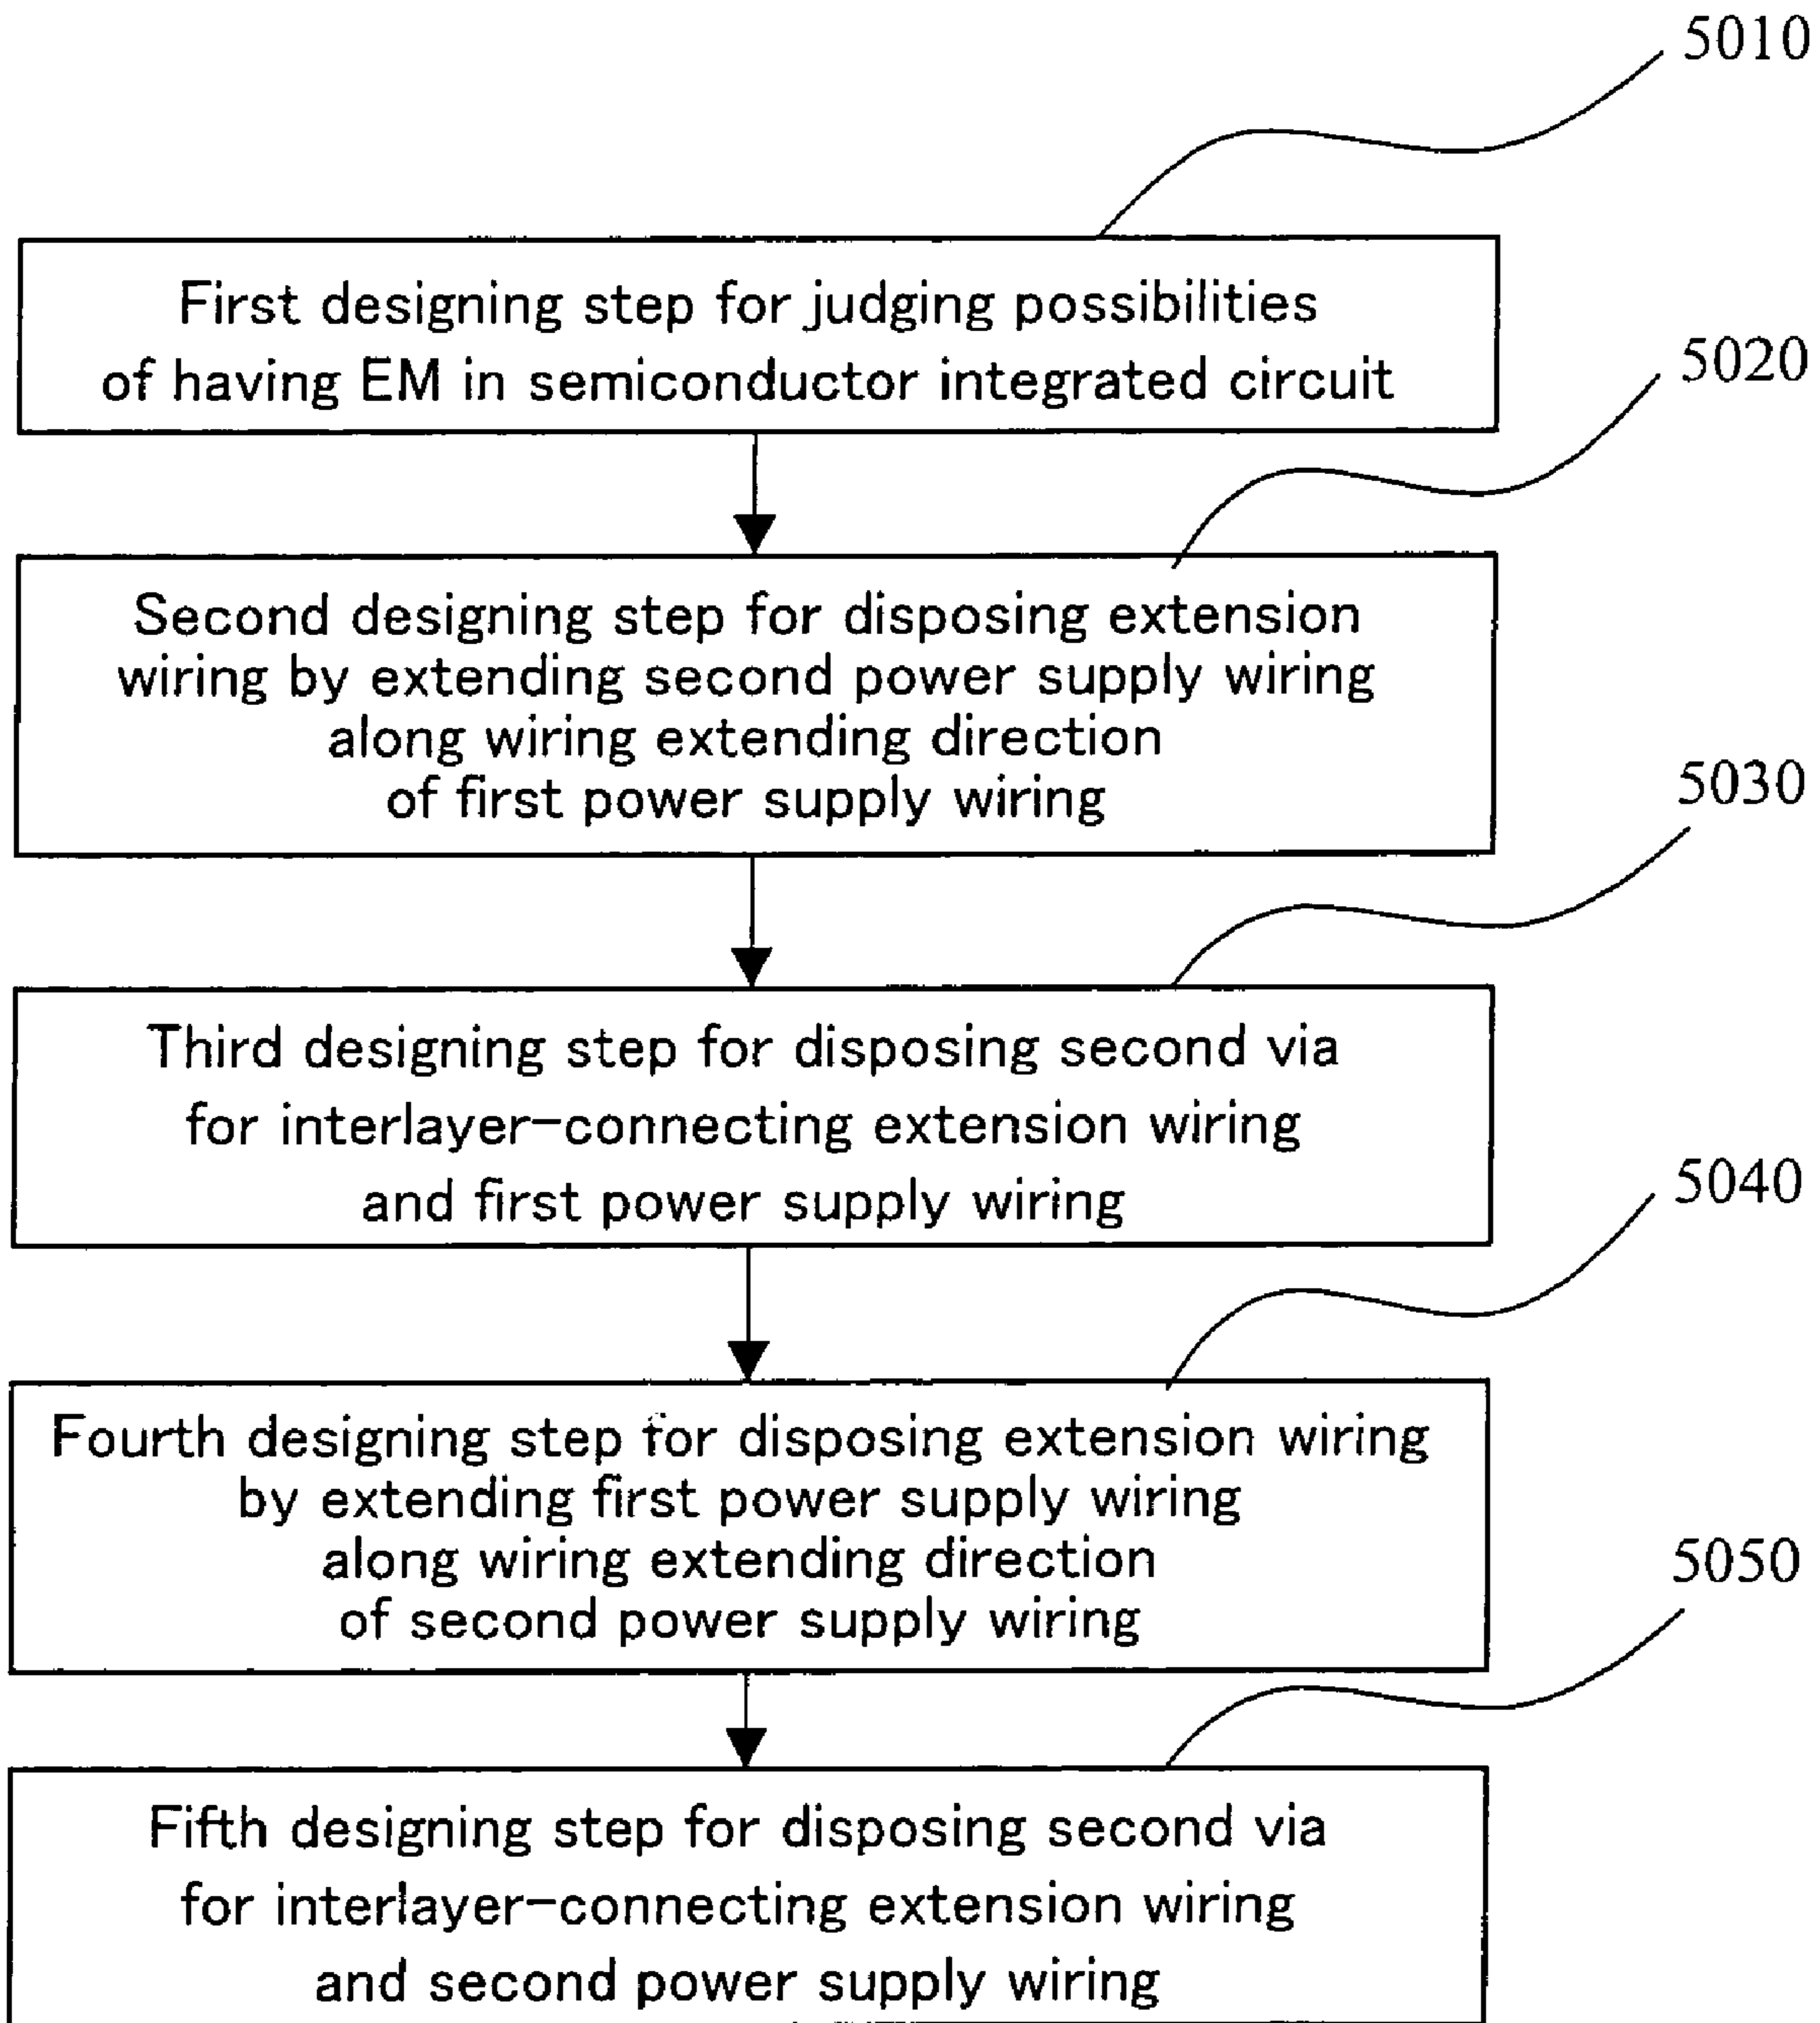 5010
First designing step for judging possibilities
of having EM in semiconductor integrated circuit
5020
Second designing step for disposing extension
wiring by extending second power supply wiring
along wiring extending direction
of first power supply wiring
5030
Third designing step for disposing second via
for interlayer-connecting extension wiring
and first power supply wiring
5040
Fourth designing step for disposing extension wiring
by extending first power supply wiring
along wiring extending direction
of second power supply wiring
5050
Fifth designing step for disposing second via
for interlayer-connecting extension wiring
and second power supply wiring